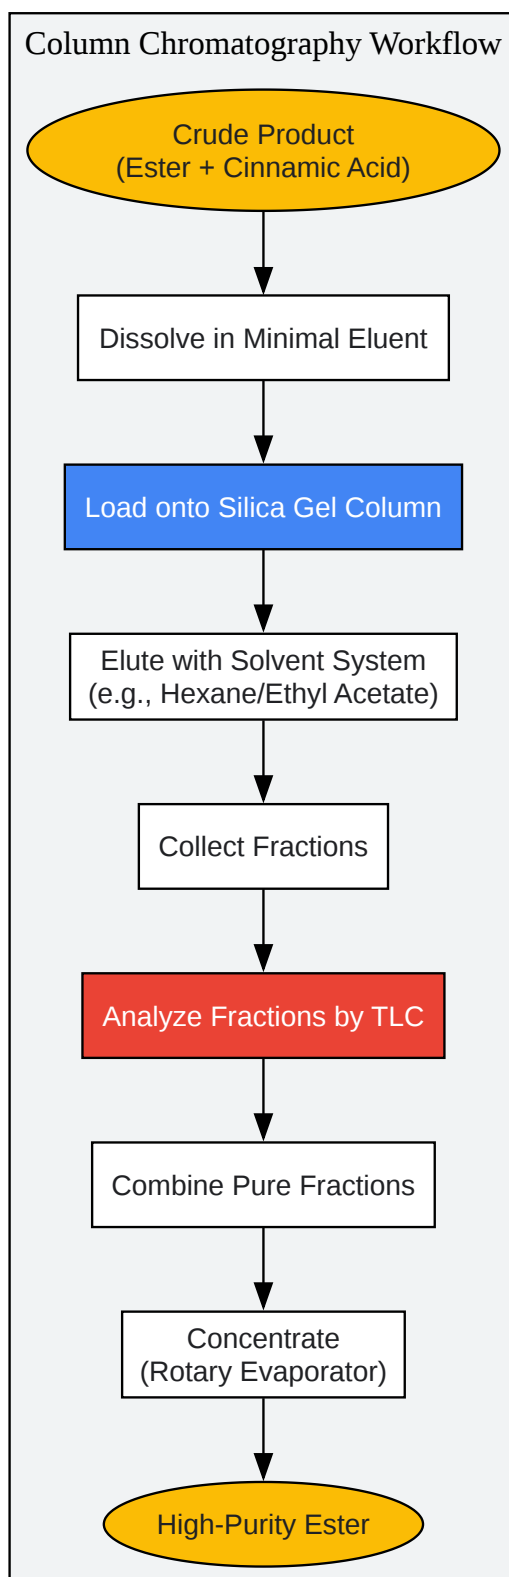 Column Chromatography Workflow
Crude Product
(Ester + Cinnamic Acid)
Dissolve in Minimal Eluent
Load onto Silica Gel Column
Elute with Solvent System
(e.g., Hexane/Ethyl Acetate)
Collect Fractions
Analyze Fractions by TLC
Combine Pure Fractions
Concentrate
(Rotary Evaporator)
High-Purity Ester